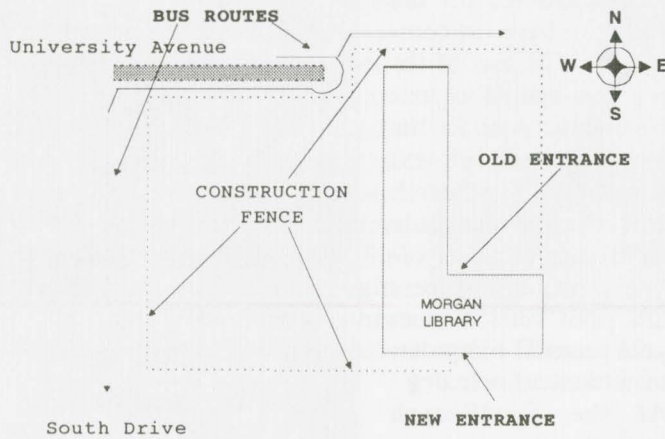 BUS ROUTES
N
University Avenue
W
E
S
OLD ENTRANCE
CONSTRUCTION
FENCE
MORGAN
LIBRARY
NEW ENTRANCE
South Drive